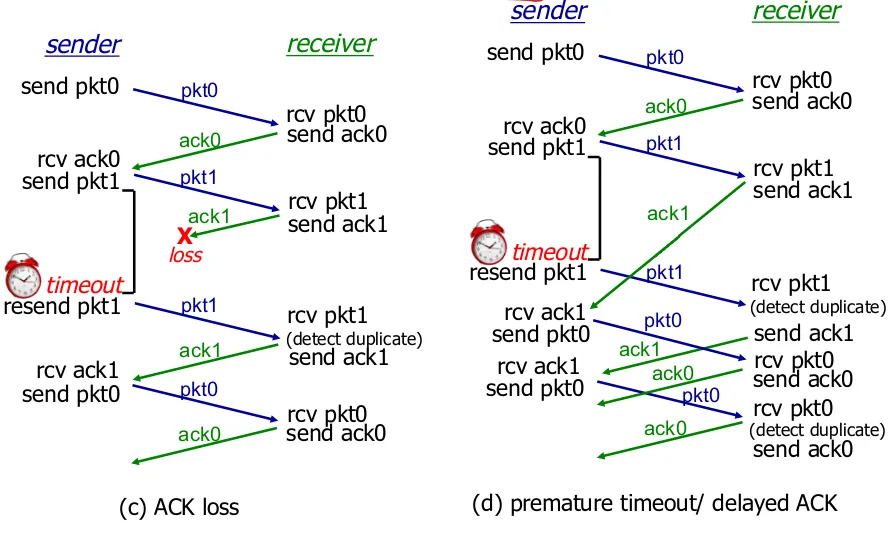 sender
receiver
send pkt0
pkt0
rcv pkt0
send ack0
ack0
rcv ack0
send pkt1
pkt1
rcv pkt1
send ack1
ack1
X
loss
timeout
resend pkt1
pkt1
rcv pkt1
(detect duplicate)
send ack1
ack1
rcv ack1
send pkt0
pkt0
rcv pkt0
send ack0
ack0
(c) ACK loss
sender
receiver
send pkt0
pkt0
rcv pkt0
send ack0
ack0
rcv ack0
send pkt1
pkt1
rcv pkt1
send ack1
ack1
timeout
resend pkt1
pkt1
rcv pkt1
(detect duplicate)
send ack1
rcv ack1
send pkt0
pkt0
ack1
rcv pkt0
send ack0
rcv ack1
send pkt0
ack0
pkt0
rcv pkt0
(detect duplicate)
send ack0
ack0
(d) premature timeout/ delayed ACK